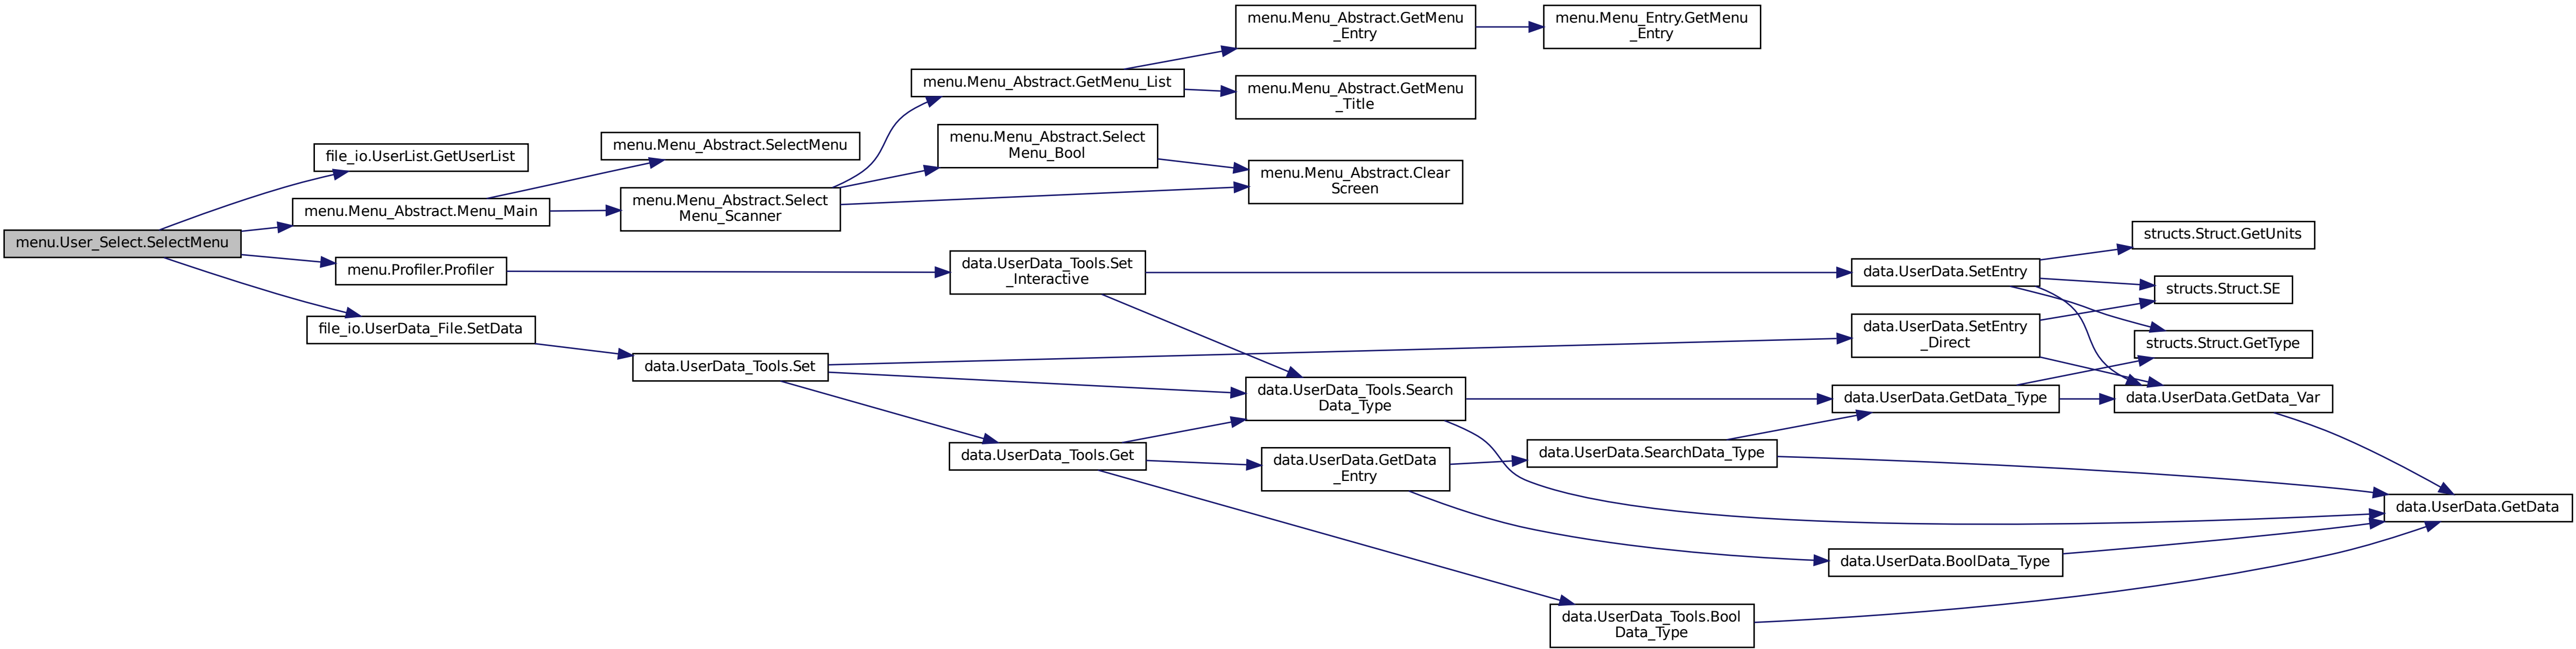 menu.User_Select.SelectMenu
file_io.UserList.GetUserList
menu.Menu_Abstract.Menu_Main
menu.Profiler.Profiler
file_io.UserData_File.SetData
menu.Menu_Abstract.SelectMenu
menu.Menu_Abstract.Select
Menu_Scanner
data.UserData_Tools.Set
menu.Menu_Abstract.GetMenu_List
menu.Menu_Abstract.Select
Menu_Bool
data.UserData_Tools.Set
_Interactive
data.UserData_Tools.Get
menu.Menu_Abstract.GetMenu
_Entry
menu.Menu_Abstract.GetMenu
_Title
menu.Menu_Abstract.Clear
Screen
data.UserData_Tools.Search
Data_Type
data.UserData.GetData
_Entry
menu.Menu_Entry.GetMenu
_Entry
data.UserData.SearchData_Type
data.UserData_Tools.Bool
Data_Type
data.UserData.SetEntry
data.UserData.SetEntry
_Direct
data.UserData.GetData_Type
data.UserData.BoolData_Type
structs.Struct.GetUnits
structs.Struct.SE
structs.Struct.GetType
data.UserData.GetData_Var
data.UserData.GetData